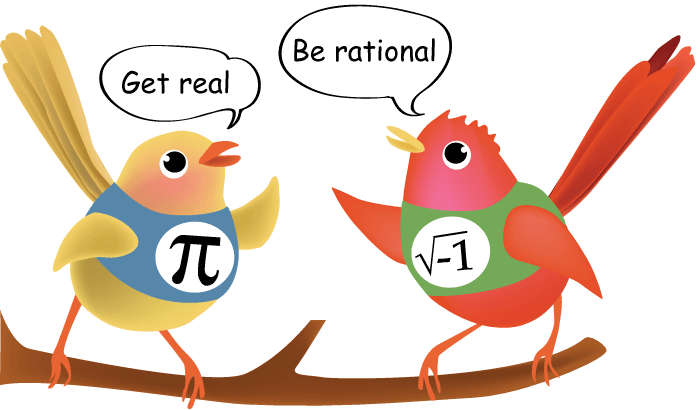 Get real
Be rational
π
√-1